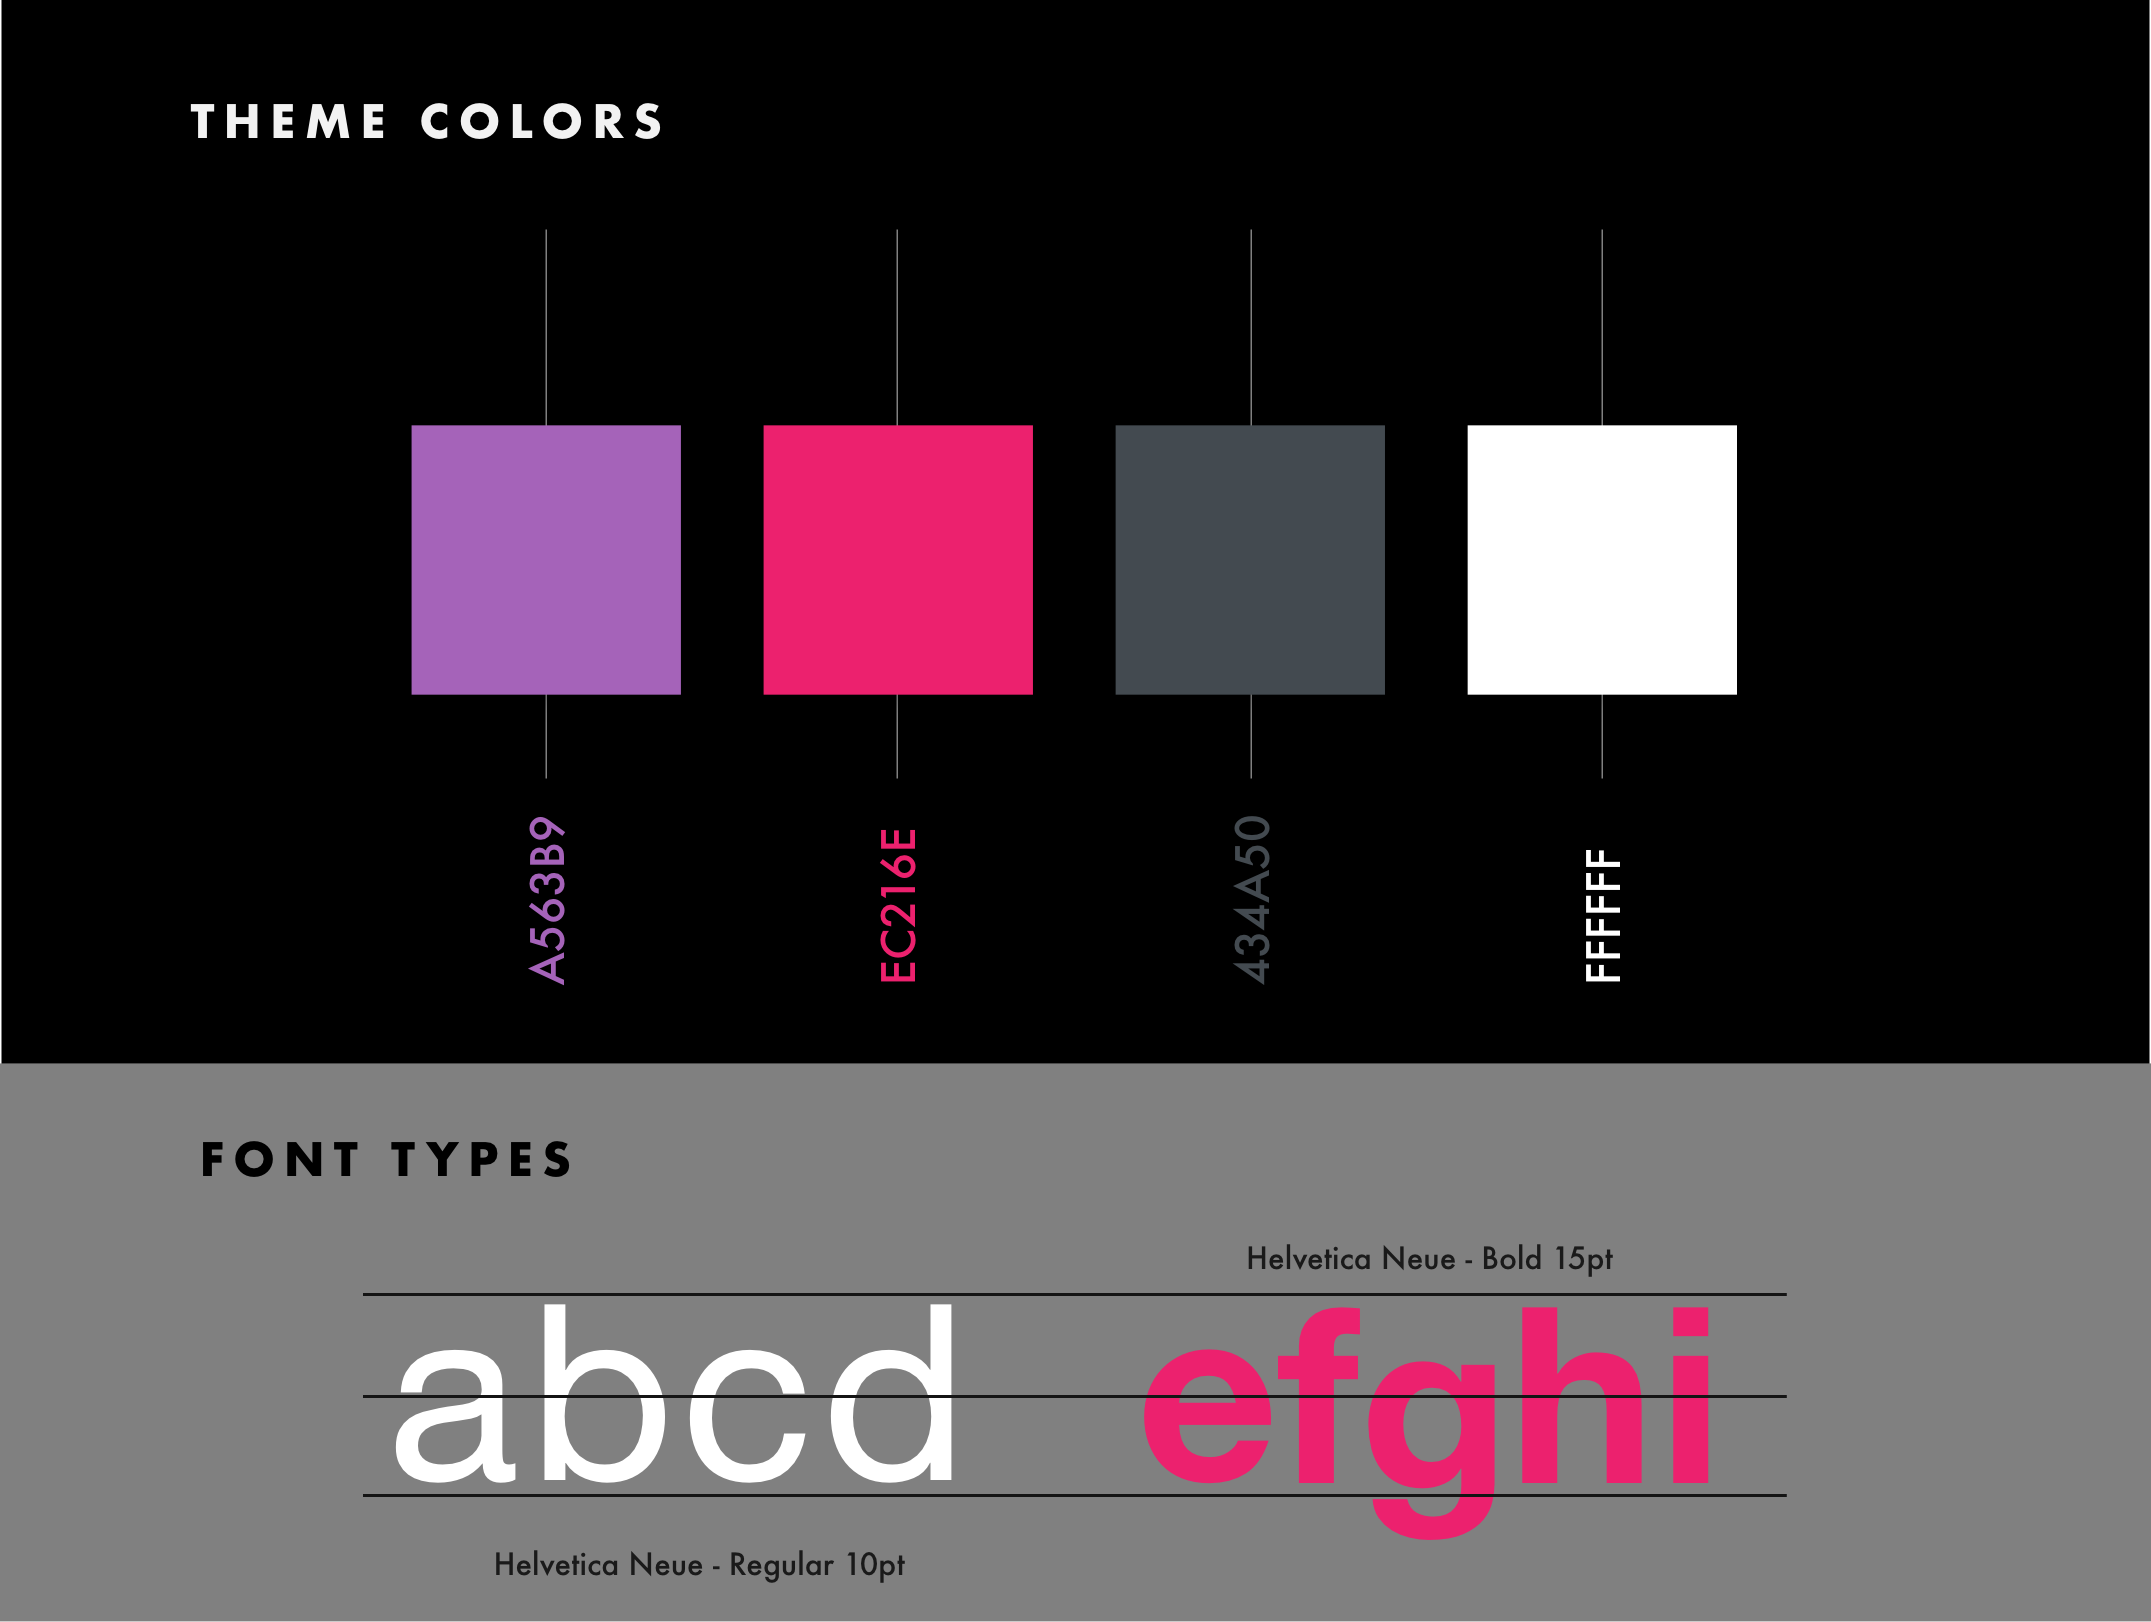 THEME COLORS
A563B9
EC216E
434A50
FFFFFF
FONT TYPES
Helvetica Neue - Bold 15pt
abcd efghi
Helvetica Neue - Regular 10pt